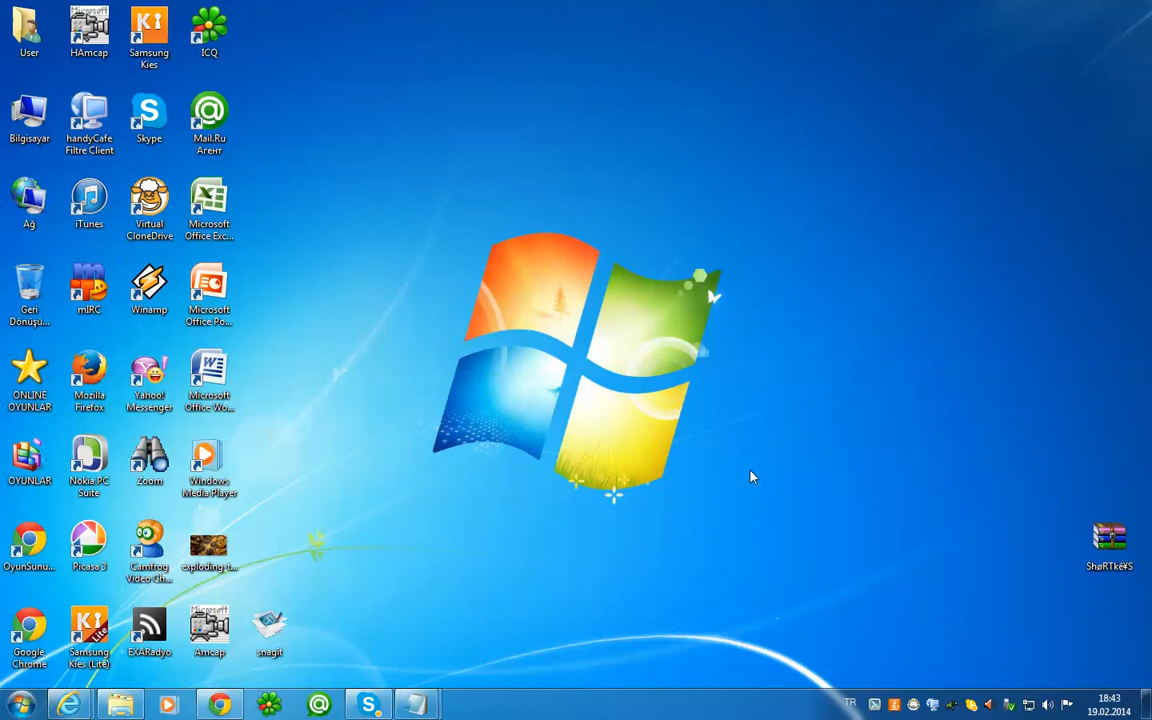 User
HAmcap
Samsung
Kies
ICQ
Bilgisayar
handyCafe
Filtre Client
Skype
Mail.Ru
Агент
Ağ
iTunes
Virtual
CloneDrive
Microsoft
Office Exc...
Geri
Dönüşü...
mIRC
Winamp
Microsoft
Office Po...
ONLINE
OYUNLAR
Mozilla
Firefox
Yahoo!
Messenger
Microsoft
Office Wo...
OYUNLAR
Nokia PC
Suite
Zoom
Windows
Media Player
OyunSunu...
Picasa 3
Camfrog
Video Ch...
exploding-t...
ShøRTkê¥S
Google
Chrome
Samsung
Kies (Lite)
EXARadyo
Microsoft
Amcap
snagit
TR
18:43
19.02.2014